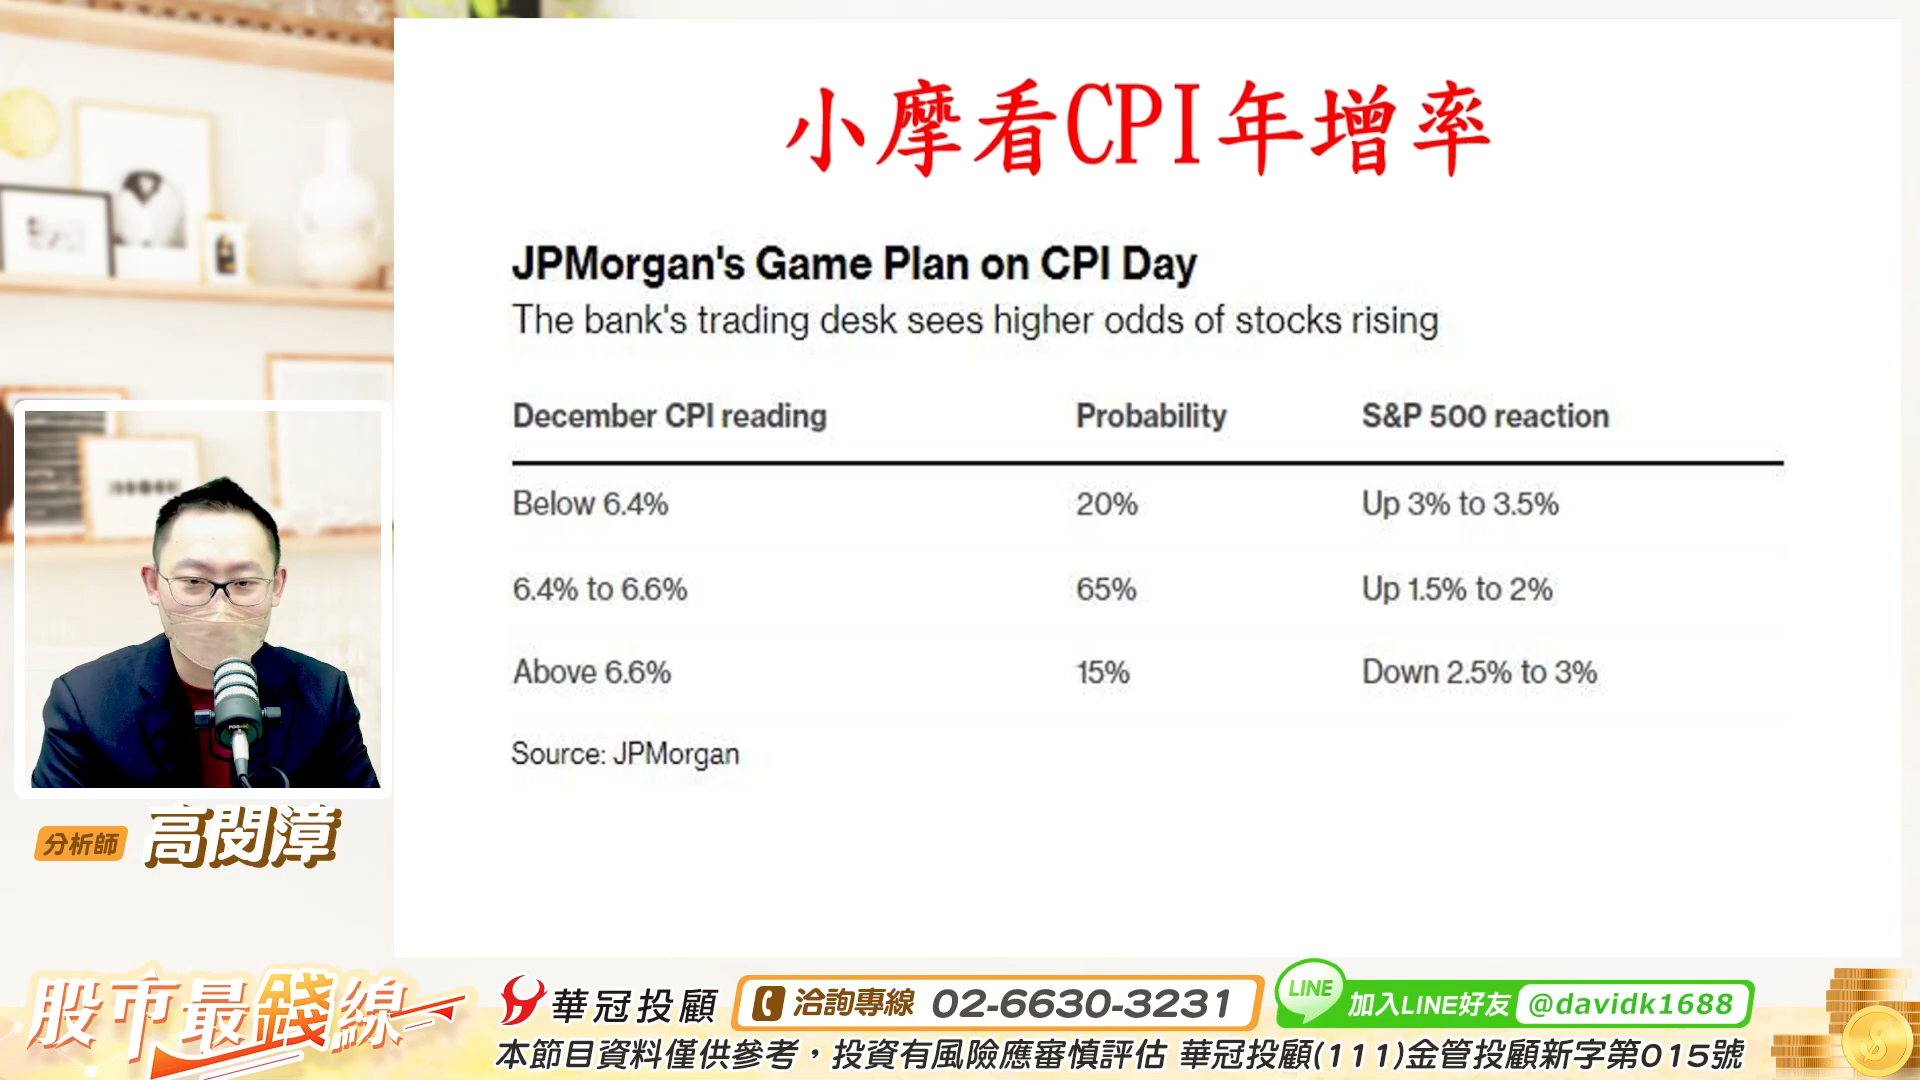 小摩看CPI年增率
JPMorgan's Game Plan on CPI Day
The bank's trading desk sees higher odds of stocks rising
December CPI reading Probability S&P 500 reaction
Below 6.4% 20% Up 3% to 3.5%
6.4% to 6.6% 65% Up 1.5% to 2%
Above 6.6% 15% Down 2.5% to 3%
Source: JPMorgan
分析師 高閔漳
股市最錢線
華冠投顧 洽詢專線 02-6630-3231 LINE 加入LINE好友 @davidk1688
本節目資料僅供參考，投資有風險應審慎評估 華冠投顧(111)金管投顧新字第015號